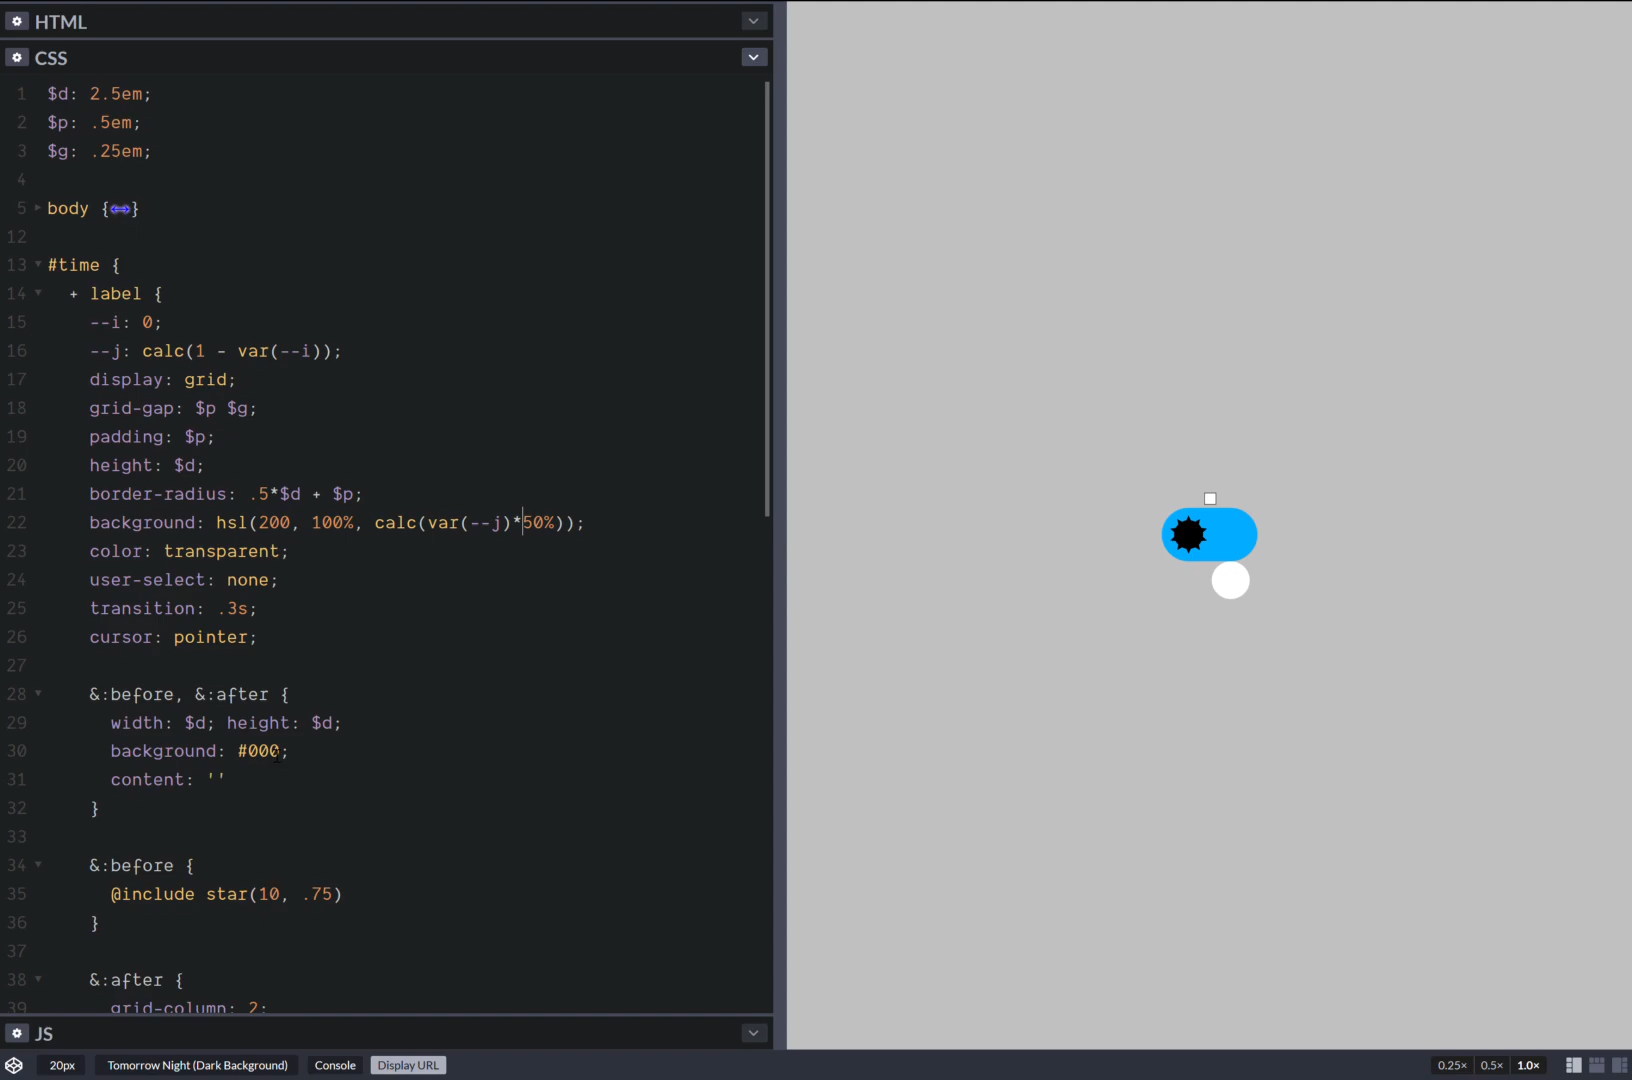 HTML
CSS
1 $d: 2.5em;
2 $p: .5em;
3 $g: .25em;
4
5 body {↔}
12
13 #time {
14 + label {
15 --i: 0;
16 --j: calc(1 - var(--i));
17 display: grid;
18 grid-gap: $p $g;
19 padding: $p;
20 height: $d;
21 border-radius: .5*$d + $p;
22 background: hsl(200, 100%, calc(var(--j)*50%));
23 color: transparent;
24 user-select: none;
25 transition: .3s;
26 cursor: pointer;
27
28 &:before, &:after {
29 width: $d; height: $d;
30 background: #000;
31 content: ''
32 }
33
34 &:before {
35 @include star(10, .75)
36 }
37
38 &:after {
39 grid-column: 2;
JS
20px Tomorrow Night (Dark Background) Console Display URL 0.25× 0.5× 1.0×